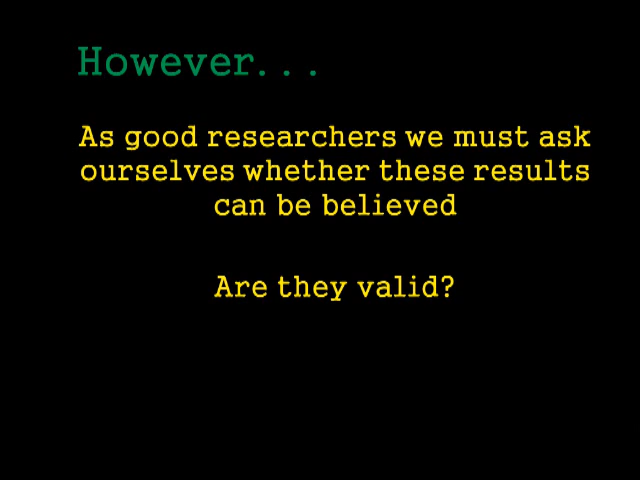 However...
As good researchers we must ask
ourselves whether these results
can be believed
Are they valid?